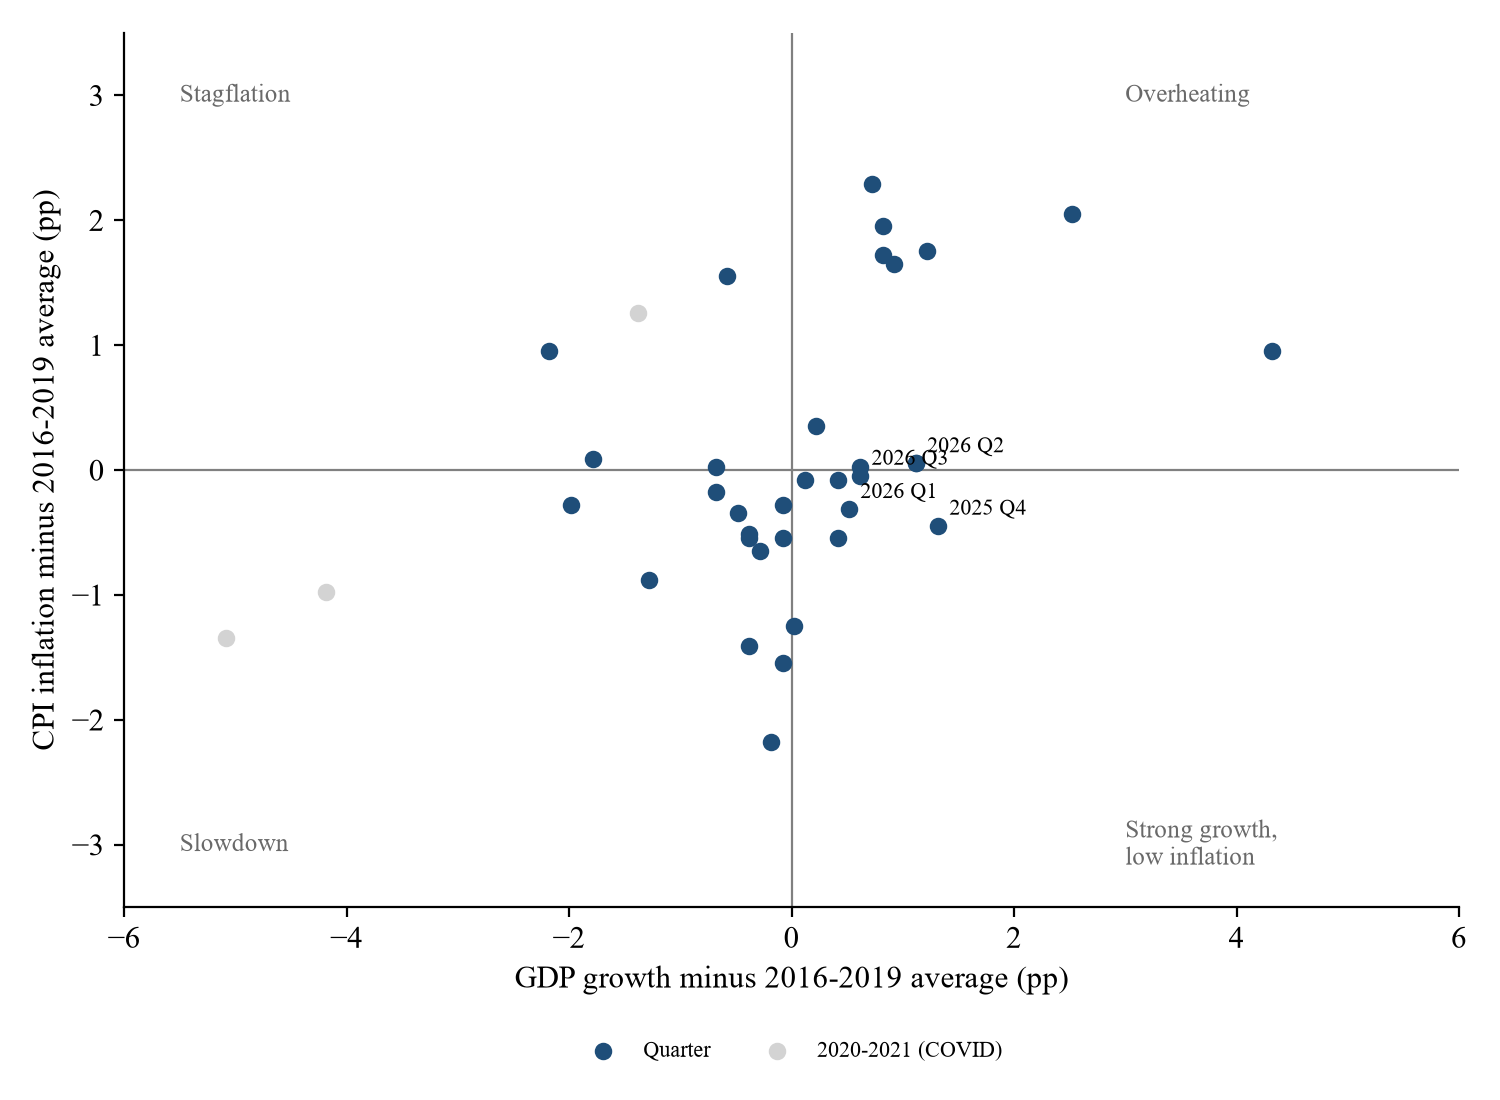 Stagflation
Overheating
3
2
1
0
−1
−2
−3
CPI inflation minus 2016-2019 average (pp)
2026 Q2
2026 Q3
2026 Q1
2025 Q4
Slowdown
Strong growth,
low inflation
−6
−4
−2
0
2
4
6
GDP growth minus 2016-2019 average (pp)
Quarter
2020-2021 (COVID)